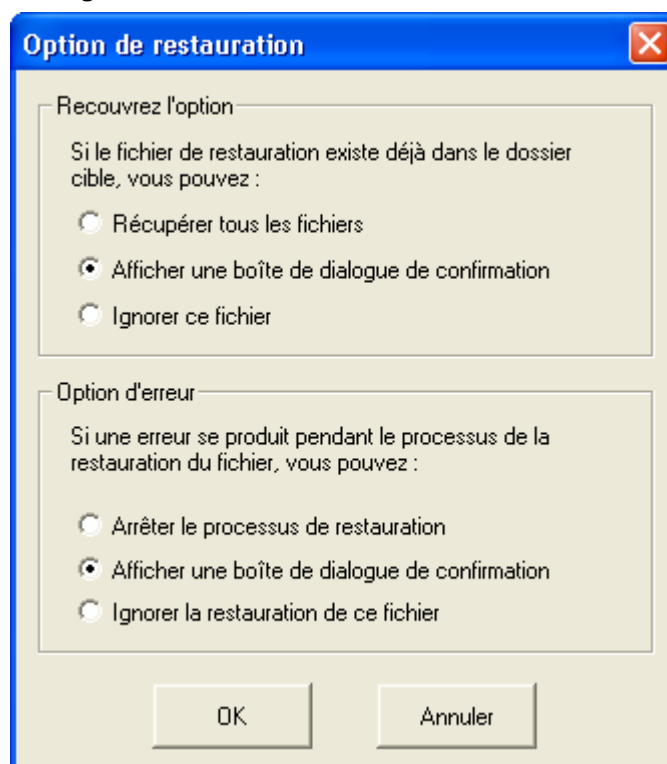 Option de restauration
Recouvrez l'option
Si le fichier de restauration existe déjà dans le dossier
cible, vous pouvez :
Récupérer tous les fichiers
Afficher une boîte de dialogue de confirmation
Ignorer ce fichier
Option d'erreur
Si une erreur se produit pendant le processus de la
restauration du fichier, vous pouvez :
Arrêter le processus de restauration
Afficher une boîte de dialogue de confirmation
Ignorer la restauration de ce fichier
OK
Annuler